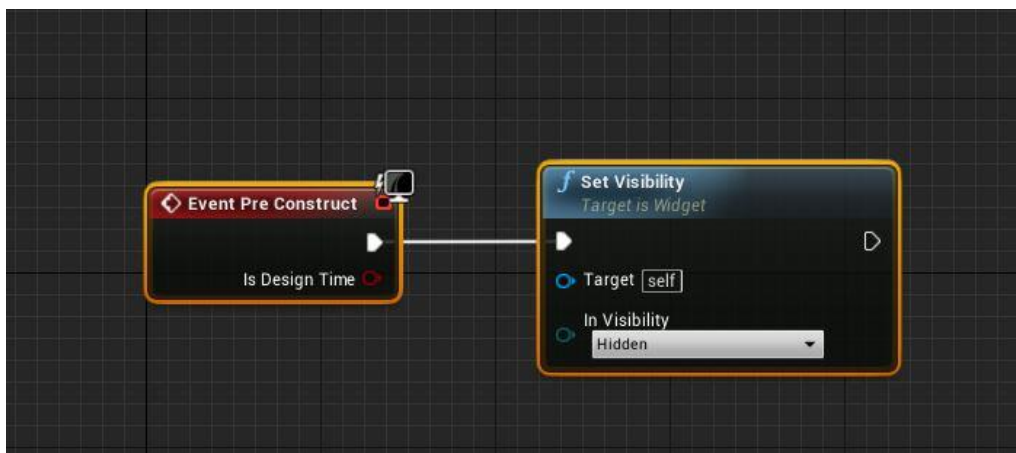 Event Pre Construct
Is Design Time
f Set Visibility
Target is Widget
Target self
In Visibility
Hidden